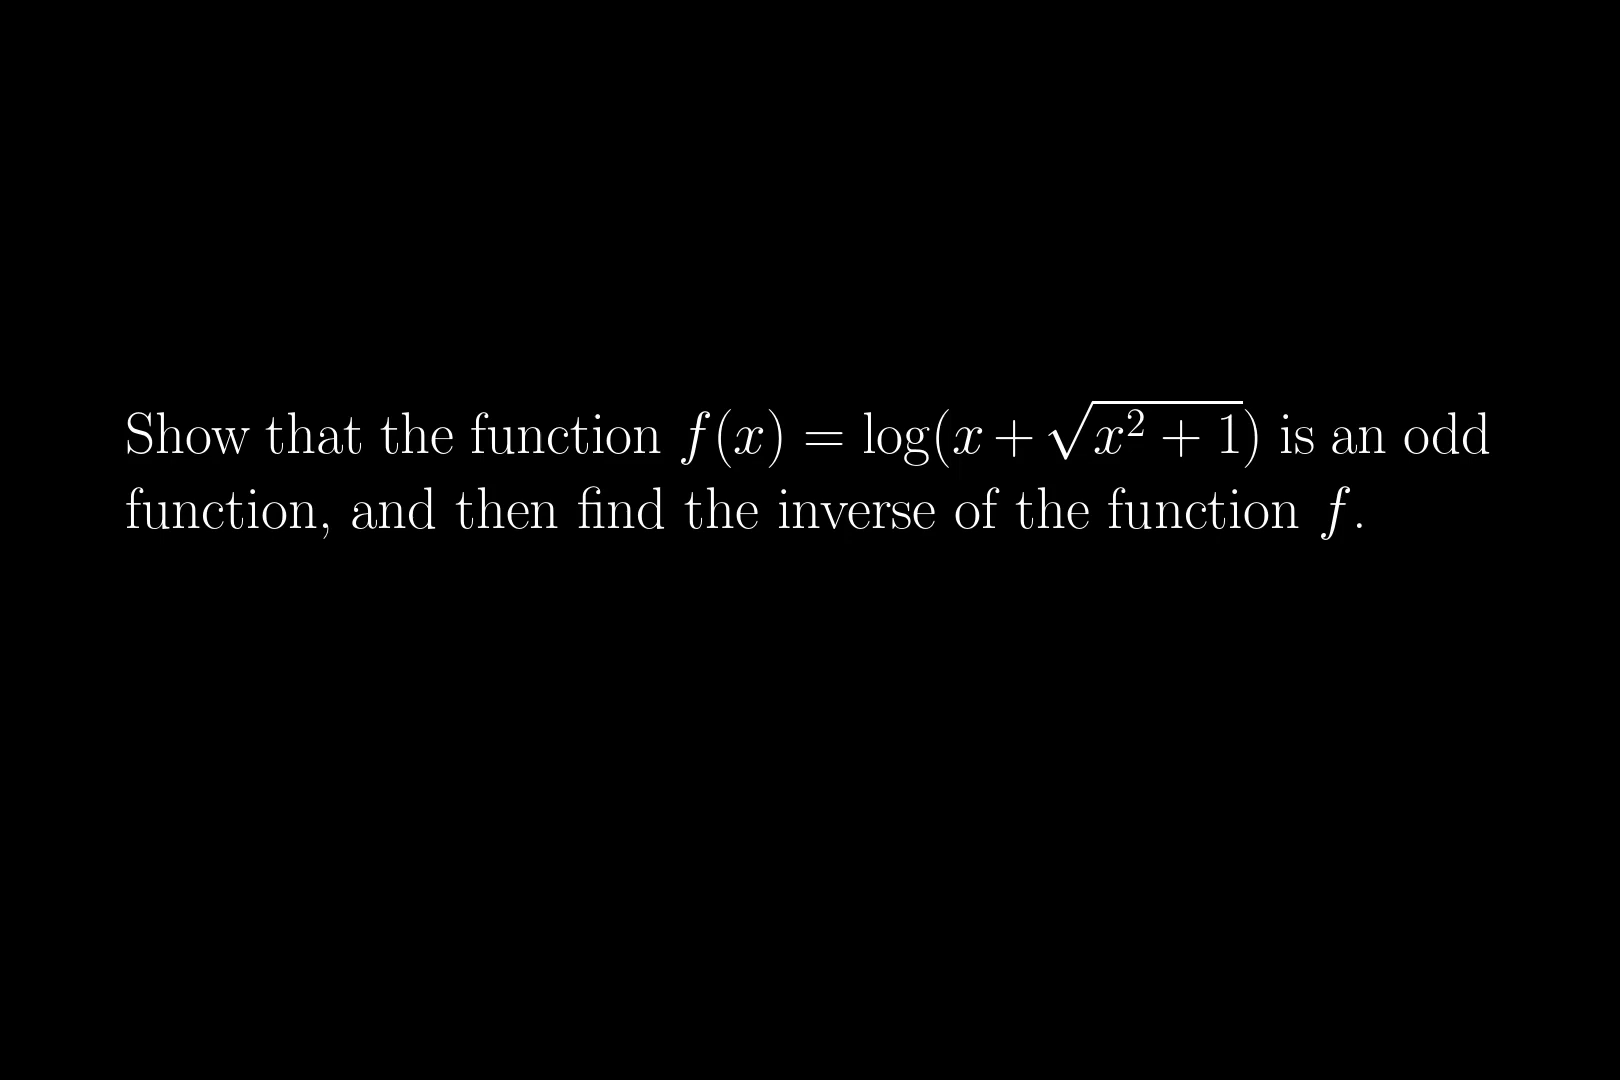 Show that the function f(x) = log(x + √(x² + 1)) is an odd
function, and then find the inverse of the function f.